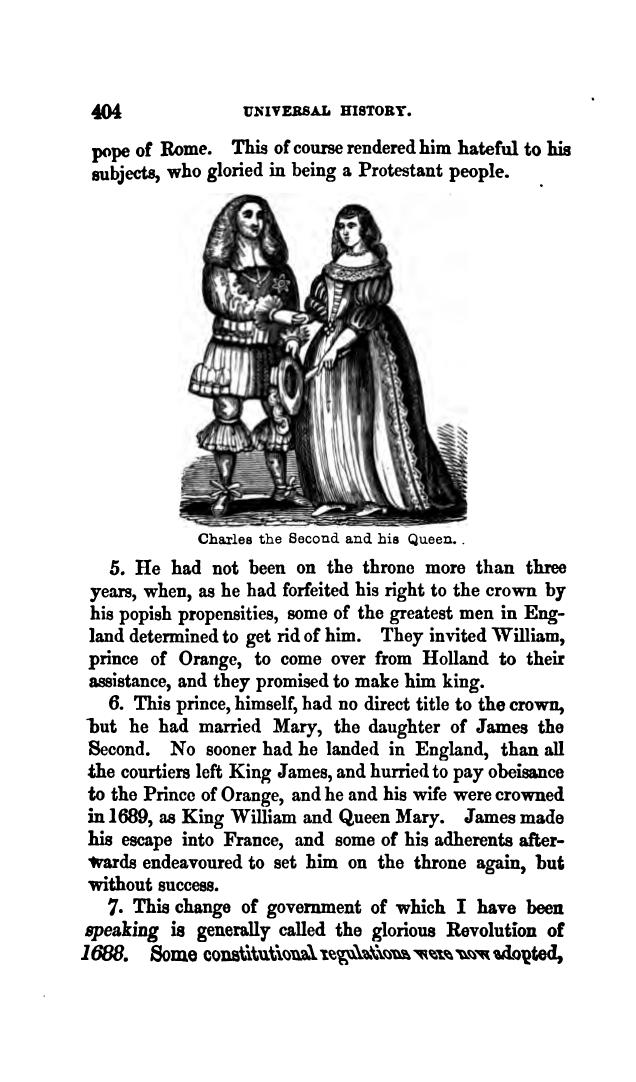 404 UNIVERSAL HISTORY.
pope of Rome. This of course rendered him hateful to his
subjects, who gloried in being a Protestant people.
Charles the Second and his Queen.
5. He had not been on the throne more than three
years, when, as he had forfeited his right to the crown by
his popish propensities, some of the greatest men in Eng-
land determined to get rid of him. They invited William,
prince of Orange, to come over from Holland to their
assistance, and they promised to make him king.
6. This prince, himself, had no direct title to the crown,
but he had married Mary, the daughter of James the
Second. No sooner had he landed in England, than all
the courtiers left King James, and hurried to pay obeisance
to the Prince of Orange, and he and his wife were crowned
in 1689, as King William and Queen Mary. James made
his escape into France, and some of his adherents after-
wards endeavoured to set him on the throne again, but
without success.
7. This change of government of which I have been
speaking is generally called the glorious Revolution of
1688. Some constitutional regulations were now adopted,